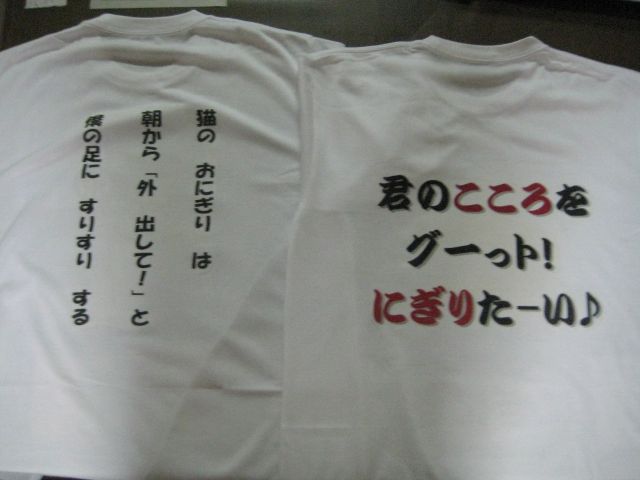 猫の おにぎり は
朝から「外 出して!」と
僕の足に すりすり する
君のこころを
グーっト!
にぎりたーい♪